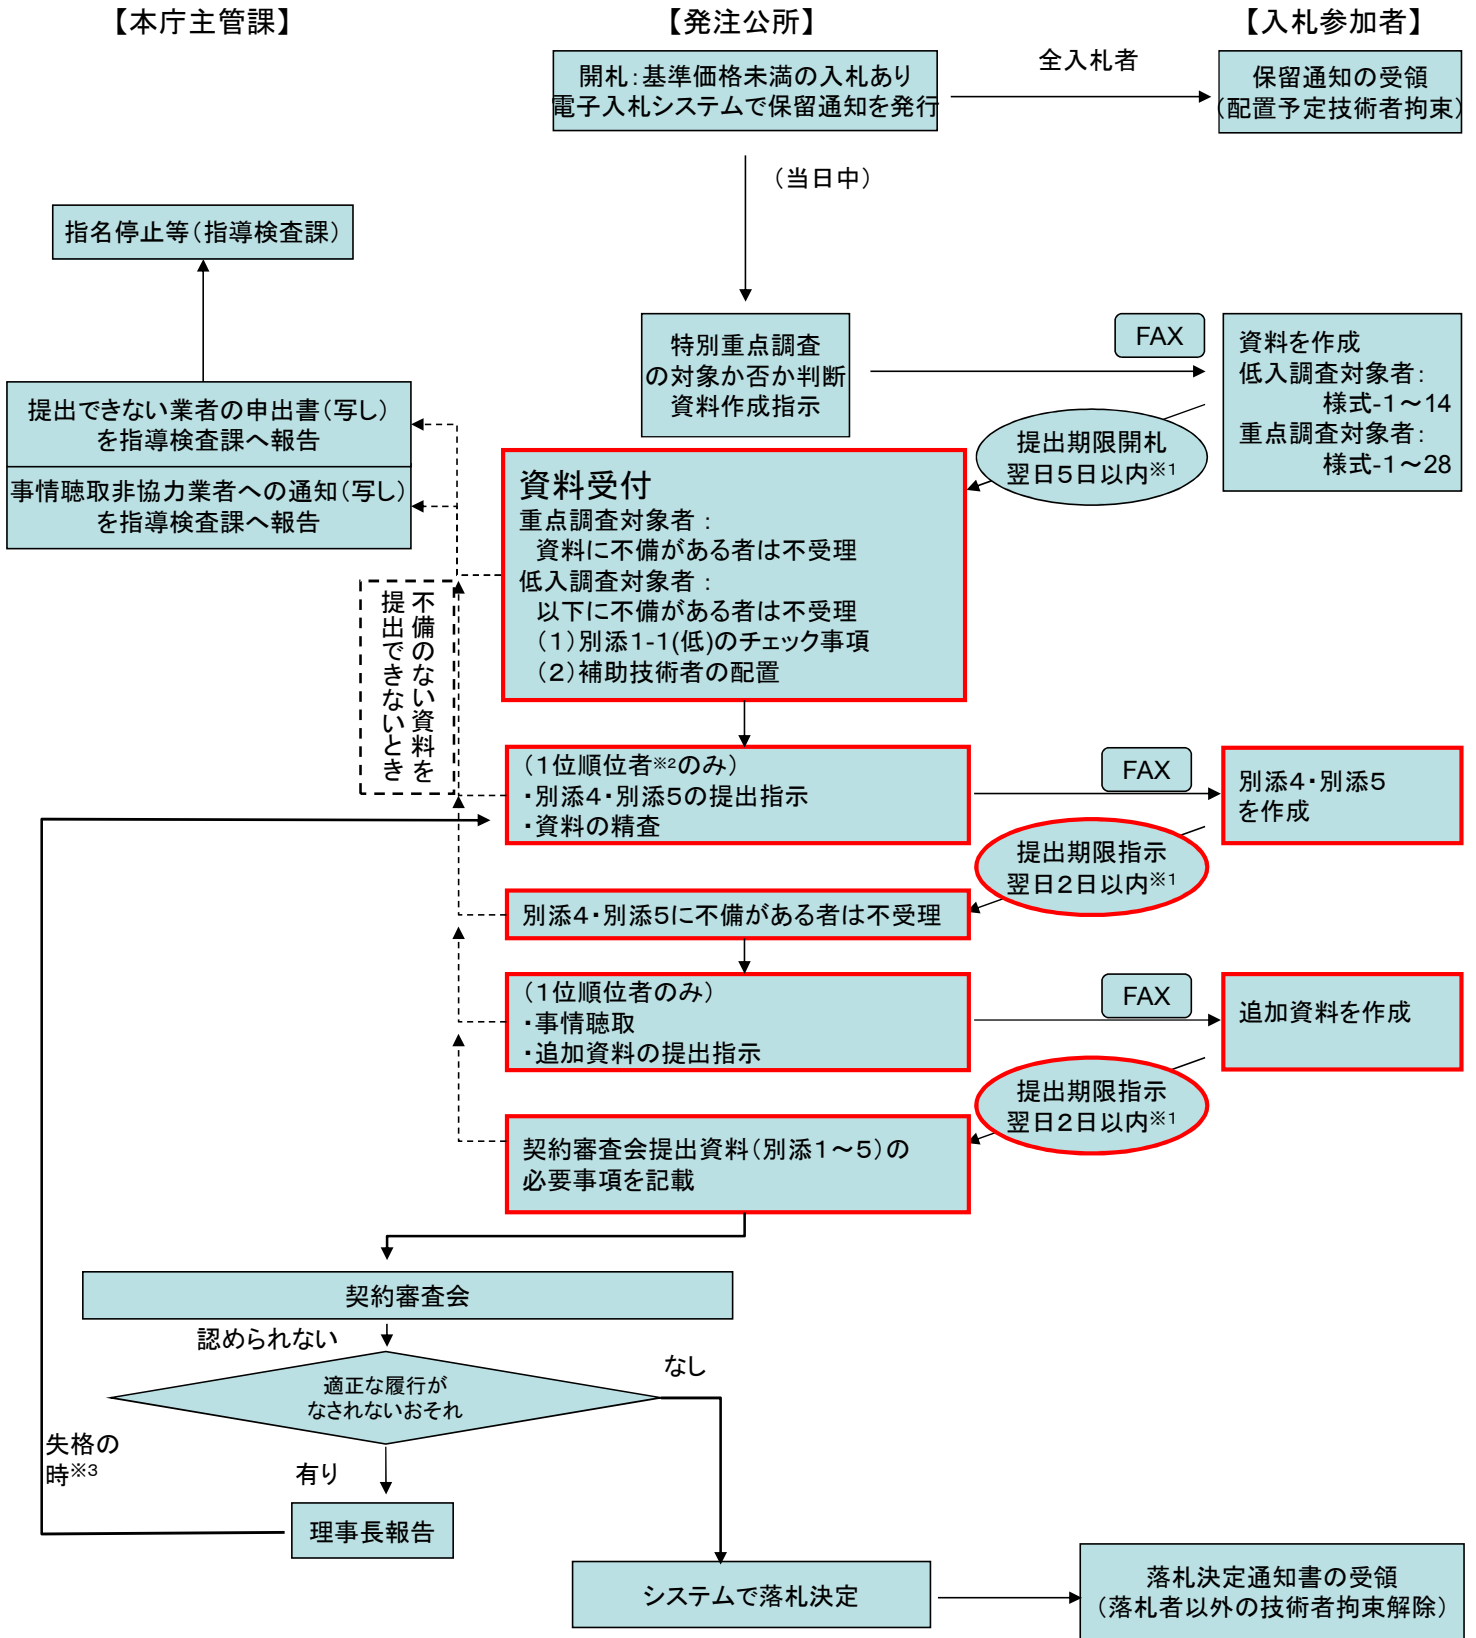 【本庁主管課】
【発注公所】
【入札参加者】
開札：基準価格未満の入札あり
電子入札システムで保留通知を発行
全入札者
保留通知の受領
（配置予定技術者拘束）
（当日中）
指名停止等（指導検査課）
特別重点調査
の対象か否か判断
資料作成指示
FAX
資料を作成
低入調査対象者：
様式-１～14
重点調査対象者：
様式-１～28
提出できない業者の申出書（写し）
を指導検査課へ報告
事情聴取非協力業者への通知（写し）
を指導検査課へ報告
提出期限開札
翌日５日以内※1
資料受付
重点調査対象者：
資料に不備がある者は不受理
低入調査対象者：
以下に不備がある者は不受理
（１）別添１-１(低)のチェック事項
（２）補助技術者の配置
不備のない資料を
提出できないとき
（１位順位者※2のみ）
・別添４・別添５の提出指示
・資料の精査
FAX
別添４・別添５
を作成
提出期限指示
翌日２日以内※1
別添４・別添５に不備がある者は不受理
（１位順位者のみ）
・事情聴取
・追加資料の提出指示
FAX
追加資料を作成
提出期限指示
翌日２日以内※1
契約審査会提出資料（別添１～５）の
必要事項を記載
契約審査会
認められない
なし
適正な履行が
なされないおそれ
失格の
時※3
有り
理事長報告
システムで落札決定
落札決定通知書の受領
（落札者以外の技術者拘束解除）